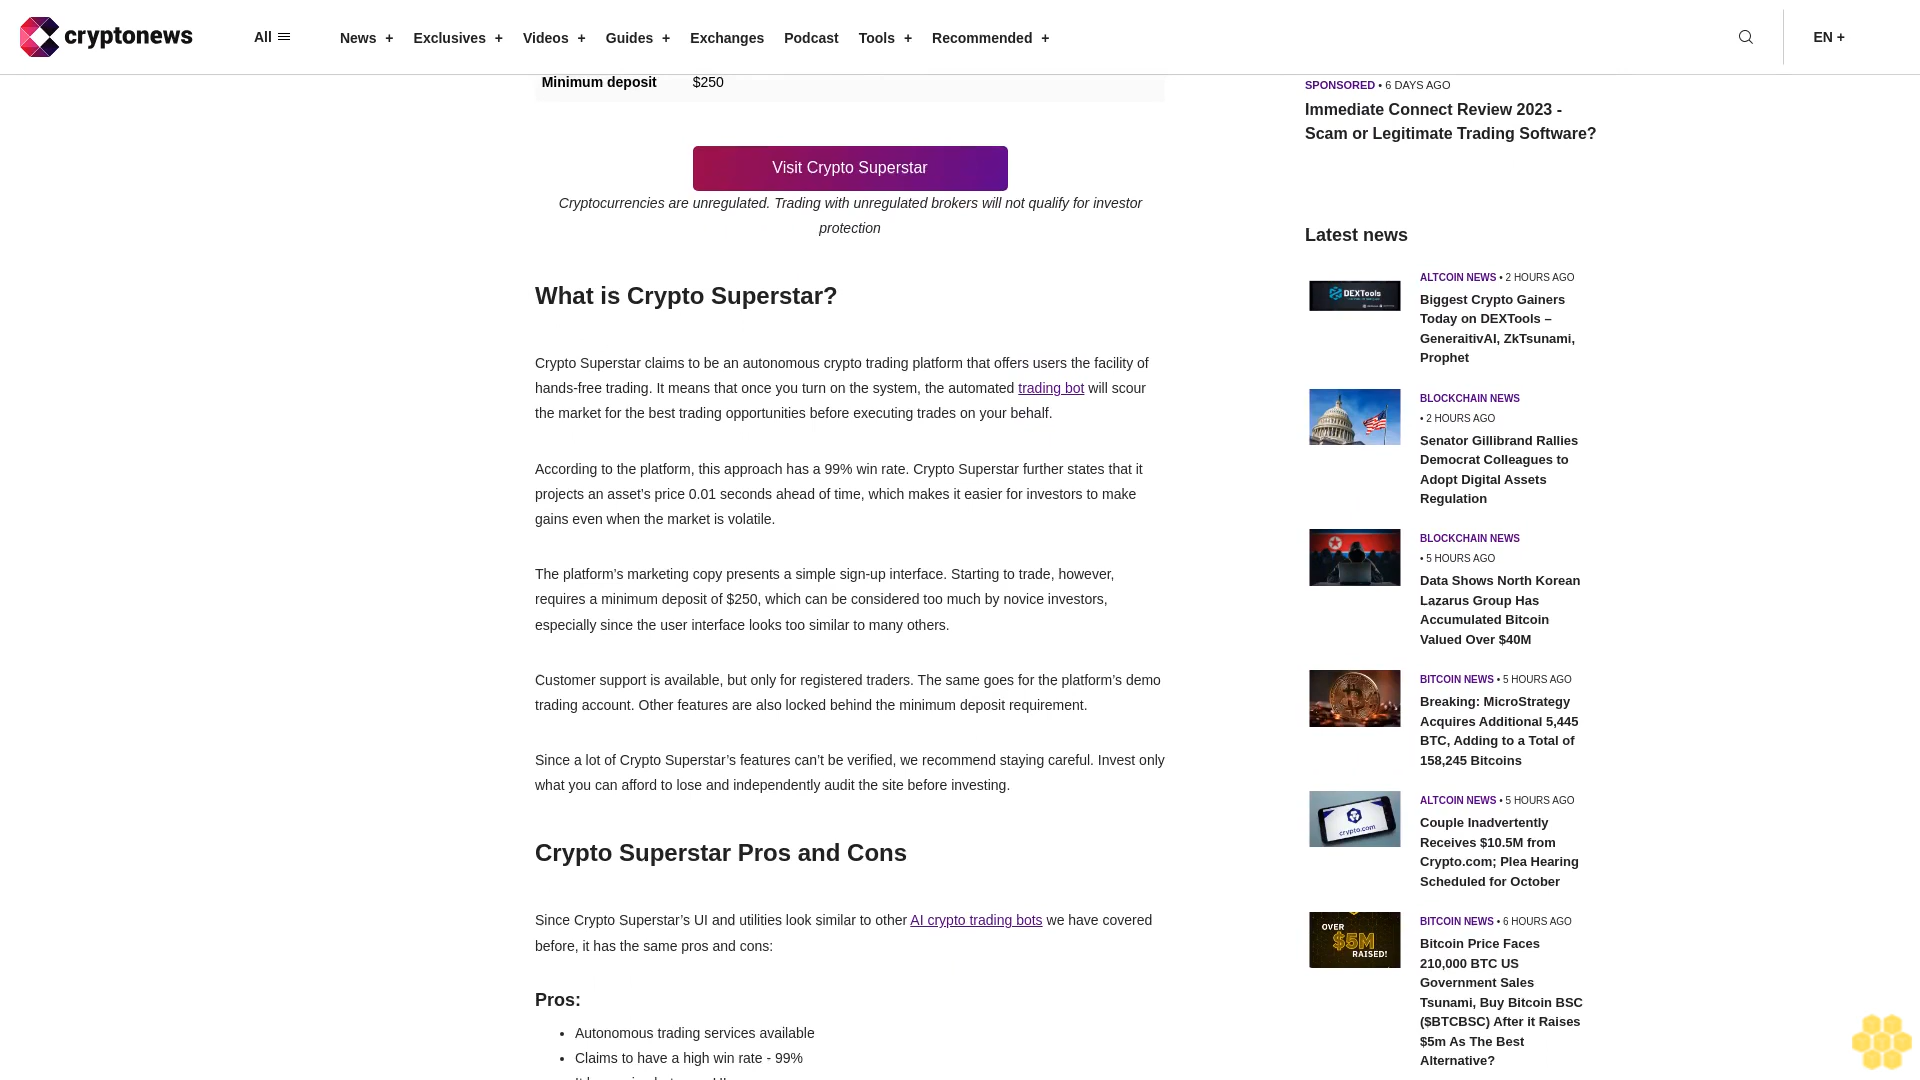 cryptonews
All
News +
Exclusives +
Videos +
Guides +
Exchanges
Podcast
Tools +
Recommended +
EN +
Minimum deposit $250
Visit Crypto Superstar
Cryptocurrencies are unregulated. Trading with unregulated brokers will not qualify for investor
protection
What is Crypto Superstar?
Crypto Superstar claims to be an autonomous crypto trading platform that offers users the facility of
hands-free trading. It means that once you turn on the system, the automated trading bot will scour
the market for the best trading opportunities before executing trades on your behalf.
According to the platform, this approach has a 99% win rate. Crypto Superstar further states that it
projects an asset’s price 0.01 seconds ahead of time, which makes it easier for investors to make
gains even when the market is volatile.
The platform’s marketing copy presents a simple sign-up interface. Starting to trade, however,
requires a minimum deposit of $250, which can be considered too much by novice investors,
especially since the user interface looks too similar to many others.
Customer support is available, but only for registered traders. The same goes for the platform’s demo
trading account. Other features are also locked behind the minimum deposit requirement.
Since a lot of Crypto Superstar’s features can’t be verified, we recommend staying careful. Invest only
what you can afford to lose and independently audit the site before investing.
Crypto Superstar Pros and Cons
Since Crypto Superstar’s UI and utilities look similar to other AI crypto trading bots we have covered
before, it has the same pros and cons:
Pros:
• Autonomous trading services available
• Claims to have a high win rate - 99%
SPONSORED • 6 DAYS AGO
Immediate Connect Review 2023 -
Scam or Legitimate Trading Software?
Latest news
DEXTools
ALTCOIN NEWS • 2 HOURS AGO
Biggest Crypto Gainers
Today on DEXTools –
GeneraitivAI, ZkTsunami,
Prophet
BLOCKCHAIN NEWS
• 2 HOURS AGO
Senator Gillibrand Rallies
Democrat Colleagues to
Adopt Digital Assets
Regulation
BLOCKCHAIN NEWS
• 5 HOURS AGO
Data Shows North Korean
Lazarus Group Has
Accumulated Bitcoin
Valued Over $40M
BITCOIN NEWS • 5 HOURS AGO
Breaking: MicroStrategy
Acquires Additional 5,445
BTC, Adding to a Total of
158,245 Bitcoins
crypto.com
ALTCOIN NEWS • 5 HOURS AGO
Couple Inadvertently
Receives $10.5M from
Crypto.com; Plea Hearing
Scheduled for October
OVER
$5M
RAISED!
BITCOIN NEWS • 6 HOURS AGO
Bitcoin Price Faces
210,000 BTC US
Government Sales
Tsunami, Buy Bitcoin BSC
($BTCBSC) After it Raises
$5m As The Best
Alternative?